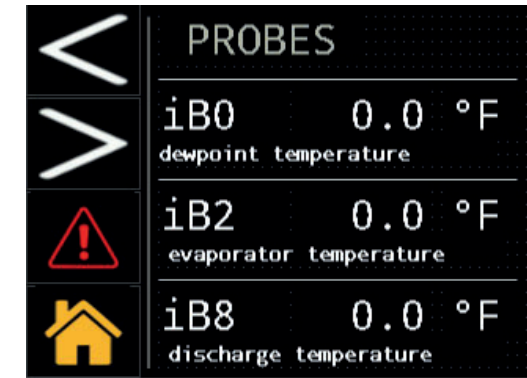 PROBES
iB0 0.0 °F
dewpoint temperature
iB2 0.0 °F
evaporator temperature
iB8 0.0 °F
discharge temperature